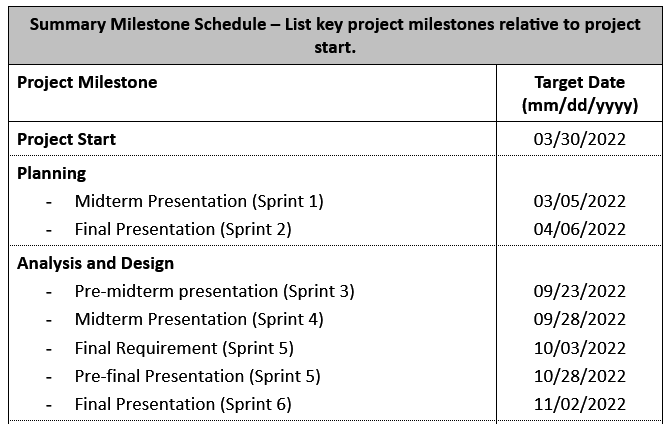 Summary Milestone Schedule – List key project milestones relative to project
start.
Project Milestone
Target Date
(mm/dd/yyyy)
Project Start 03/30/2022
Planning
- Midterm Presentation (Sprint 1) 03/05/2022
- Final Presentation (Sprint 2) 04/06/2022
Analysis and Design
- Pre-midterm presentation (Sprint 3) 09/23/2022
- Midterm Presentation (Sprint 4) 09/28/2022
- Final Requirement (Sprint 5) 10/03/2022
- Pre-final Presentation (Sprint 5) 10/28/2022
- Final Presentation (Sprint 6) 11/02/2022